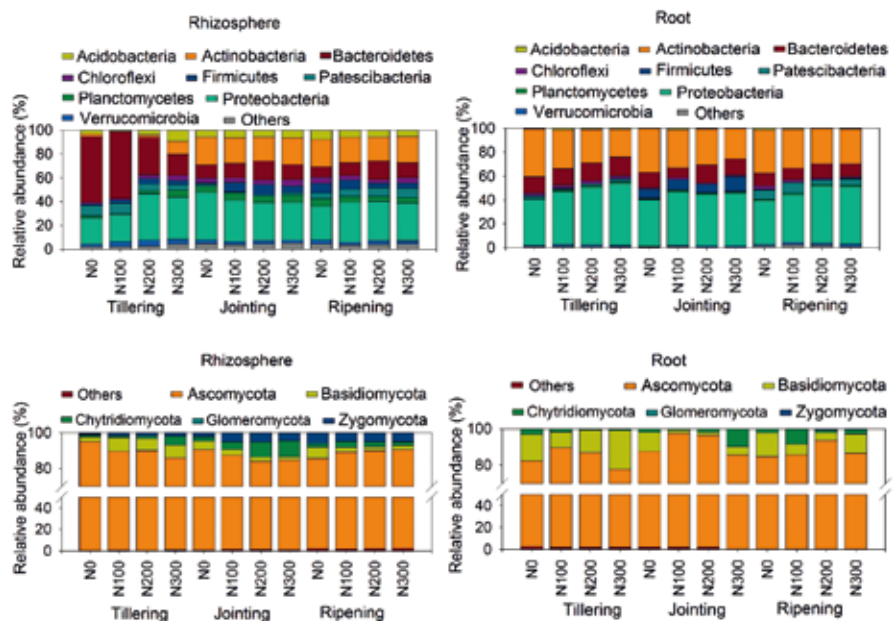 Rhizosphere
Acidobacteria Actinobacteria Bacteroidetes
Chloroflexi Firmicutes Patescibacteria
Planctomycetes Proteobacteria
Verrucomicrobia Others
Relative abundance (%)
100
80
60
40
20
0
N0 N100 N200 N300 N0 N100 N200 N300 N0 N100 N200 N300
Tillering Jointing Ripening
Root
Acidobacteria Actinobacteria Bacteroidetes
Chloroflexi Firmicutes Patescibacteria
Planctomycetes Proteobacteria
Verrucomicrobia Others
Relative abundance (%)
100
80
60
40
20
0
N0 N100 N200 N300 N0 N100 N200 N300 N0 N100 N200 N300
Tillering Jointing Ripening
Rhizosphere
Others Ascomycota Basidiomycota
Chytridiomycota Glomeromycota Zygomycota
Relative abundance (%)
100
80
40
20
0
N0 N100 N200 N300 N0 N100 N200 N300 N0 N100 N200 N300
Tillering Jointing Ripening
Root
Others Ascomycota Basidiomycota
Chytridiomycota Glomeromycota Zygomycota
Relative abundance (%)
100
80
40
20
0
N0 N100 N200 N300 N0 N100 N200 N300 N0 N100 N200 N300
Tillering Jointing Ripening